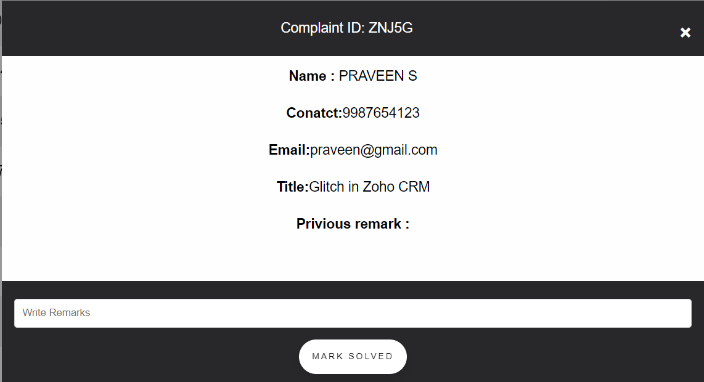 Complaint ID: ZNJ5G
×
Name : PRAVEEN S
Conatct:9987654123
Email:praveen@gmail.com
Title:Glitch in Zoho CRM
Privious remark :
Write Remarks
MARK SOLVED